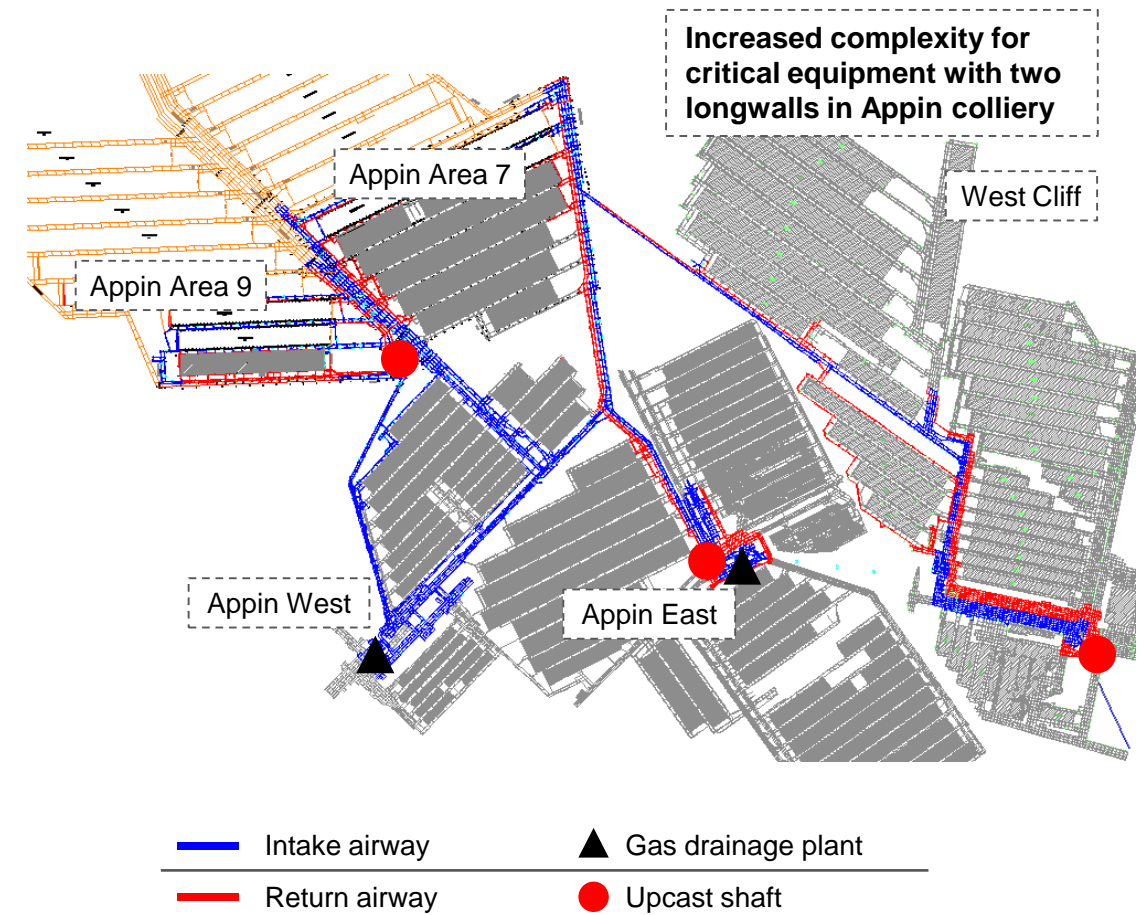 Increased complexity for
critical equipment with two
longwalls in Appin colliery
Appin Area 7
West Cliff
Appin Area 9
Appin West
Appin East
Intake airway
Gas drainage plant
Return airway
Upcast shaft